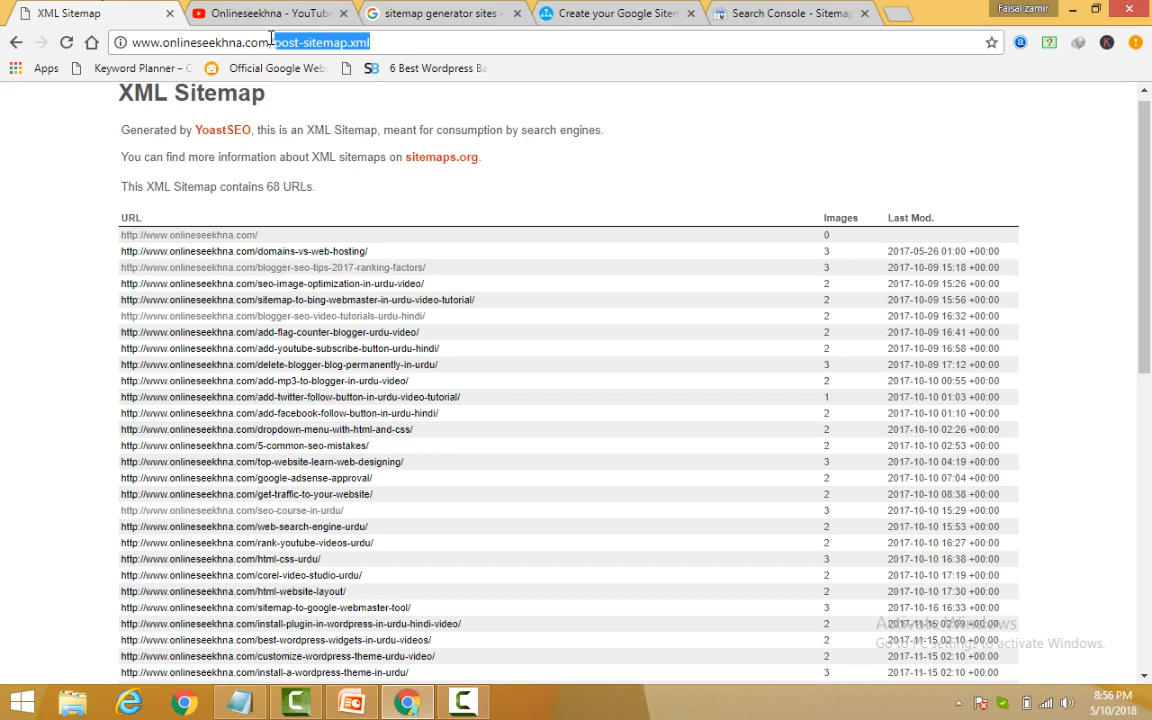 XML Sitemap
Onlineseekhna - YouTube
sitemap generator sites -
Create your Google Sitem
Search Console - Sitemap
Faisal zamir
www.onlineseekhna.com/post-sitemap.xml
Apps
Keyword Planner – G
Official Google Web
6 Best Wordpress Ba
XML Sitemap
Generated by YoastSEO, this is an XML Sitemap, meant for consumption by search engines.
You can find more information about XML sitemaps on sitemaps.org.
This XML Sitemap contains 68 URLs.
URL Images Last Mod.
http://www.onlineseekhna.com/ 0
http://www.onlineseekhna.com/domains-vs-web-hosting/ 3 2017-05-26 01:00 +00:00
http://www.onlineseekhna.com/blogger-seo-tips-2017-ranking-factors/ 3 2017-10-09 15:18 +00:00
http://www.onlineseekhna.com/seo-image-optimization-in-urdu-video/ 2 2017-10-09 15:26 +00:00
http://www.onlineseekhna.com/sitemap-to-bing-webmaster-in-urdu-video-tutorial/ 2 2017-10-09 15:56 +00:00
http://www.onlineseekhna.com/blogger-seo-video-tutorials-urdu-hindi/ 2 2017-10-09 16:32 +00:00
http://www.onlineseekhna.com/add-flag-counter-blogger-urdu-video/ 2 2017-10-09 16:41 +00:00
http://www.onlineseekhna.com/add-youtube-subscribe-button-urdu-hindi/ 2 2017-10-09 16:58 +00:00
http://www.onlineseekhna.com/delete-blogger-blog-permanently-in-urdu/ 3 2017-10-09 17:12 +00:00
http://www.onlineseekhna.com/add-mp3-to-blogger-in-urdu-video/ 2 2017-10-10 00:55 +00:00
http://www.onlineseekhna.com/add-twitter-follow-button-in-urdu-video-tutorial/ 1 2017-10-10 01:03 +00:00
http://www.onlineseekhna.com/add-facebook-follow-button-in-urdu-hindi/ 2 2017-10-10 01:10 +00:00
http://www.onlineseekhna.com/dropdown-menu-with-html-and-css/ 2 2017-10-10 02:26 +00:00
http://www.onlineseekhna.com/5-common-seo-mistakes/ 2 2017-10-10 02:53 +00:00
http://www.onlineseekhna.com/top-website-learn-web-designing/ 3 2017-10-10 04:19 +00:00
http://www.onlineseekhna.com/google-adsense-approval/ 2 2017-10-10 07:04 +00:00
http://www.onlineseekhna.com/get-traffic-to-your-website/ 2 2017-10-10 08:38 +00:00
http://www.onlineseekhna.com/seo-course-in-urdu/ 3 2017-10-10 15:29 +00:00
http://www.onlineseekhna.com/web-search-engine-urdu/ 2 2017-10-10 15:53 +00:00
http://www.onlineseekhna.com/rank-youtube-videos-urdu/ 2 2017-10-10 16:27 +00:00
http://www.onlineseekhna.com/html-css-urdu/ 3 2017-10-10 16:38 +00:00
http://www.onlineseekhna.com/corel-video-studio-urdu/ 2 2017-10-10 17:19 +00:00
http://www.onlineseekhna.com/html-website-layout/ 2 2017-10-10 17:30 +00:00
http://www.onlineseekhna.com/sitemap-to-google-webmaster-tool/ 3 2017-10-16 16:33 +00:00
http://www.onlineseekhna.com/install-plugin-in-wordpress-in-urdu-hindi-video/ 2 2017-11-15 02:09 +00:00
http://www.onlineseekhna.com/best-wordpress-widgets-in-urdu-videos/ 2 2017-11-15 02:10 +00:00
http://www.onlineseekhna.com/customize-wordpress-theme-urdu-video/ 2 2017-11-15 02:10 +00:00
http://www.onlineseekhna.com/install-a-wordpress-theme-in-urdu/ 3 2017-11-15 02:10 +00:00
Activate Windows
Go to PC settings to activate Windows.
8:56 PM
5/10/2018